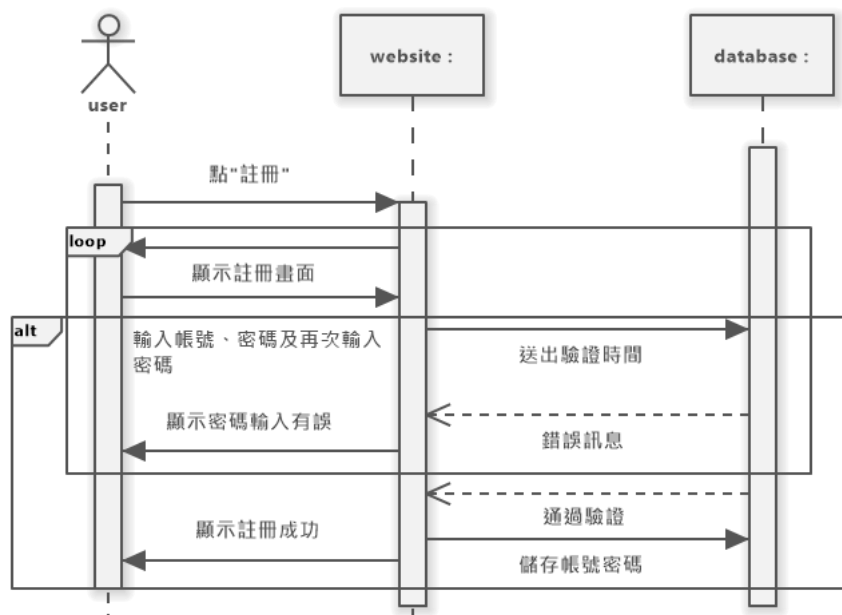 user
website :
database :
點"註冊"
loop
顯示註冊畫面
alt
輸入帳號、密碼及再次輸入
密碼
送出驗證時間
顯示密碼輸入有誤
錯誤訊息
通過驗證
顯示註冊成功
儲存帳號密碼